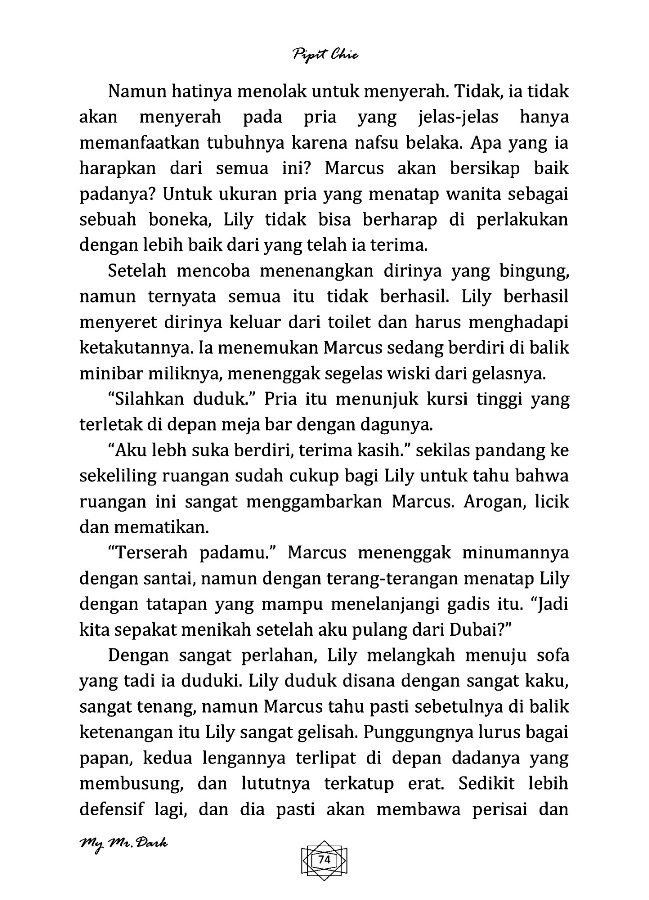 Pipit Chie
Namun hatinya menolak untuk menyerah. Tidak, ia tidak
akan menyerah pada pria yang jelas-jelas hanya
memanfaatkan tubuhnya karena nafsu belaka. Apa yang ia
harapkan dari semua ini? Marcus akan bersikap baik
padanya? Untuk ukuran pria yang menatap wanita sebagai
sebuah boneka, Lily tidak bisa berharap di perlakukan
dengan lebih baik dari yang telah ia terima.
Setelah mencoba menenangkan dirinya yang bingung,
namun ternyata semua itu tidak berhasil. Lily berhasil
menyeret dirinya keluar dari toilet dan harus menghadapi
ketakutannya. Ia menemukan Marcus sedang berdiri di balik
minibar miliknya, menenggak segelas wiski dari gelasnya.
“Silahkan duduk.” Pria itu menunjuk kursi tinggi yang
terletak di depan meja bar dengan dagunya.
“Aku lebh suka berdiri, terima kasih.” sekilas pandang ke
sekeliling ruangan sudah cukup bagi Lily untuk tahu bahwa
ruangan ini sangat menggambarkan Marcus. Arogan, licik
dan mematikan.
“Terserah padamu.” Marcus menenggak minumannya
dengan santai, namun dengan terang-terangan menatap Lily
dengan tatapan yang mampu menelanjangi gadis itu. “Jadi
kita sepakat menikah setelah aku pulang dari Dubai?”
Dengan sangat perlahan, Lily melangkah menuju sofa
yang tadi ia duduki. Lily duduk disana dengan sangat kaku,
sangat tenang, namun Marcus tahu pasti sebetulnya di balik
ketenangan itu Lily sangat gelisah. Punggungnya lurus bagai
papan, kedua lengannya terlipat di depan dadanya yang
membusung, dan lututnya terkatup erat. Sedikit lebih
defensif lagi, dan dia pasti akan membawa perisai dan
My Mr. Dark
74